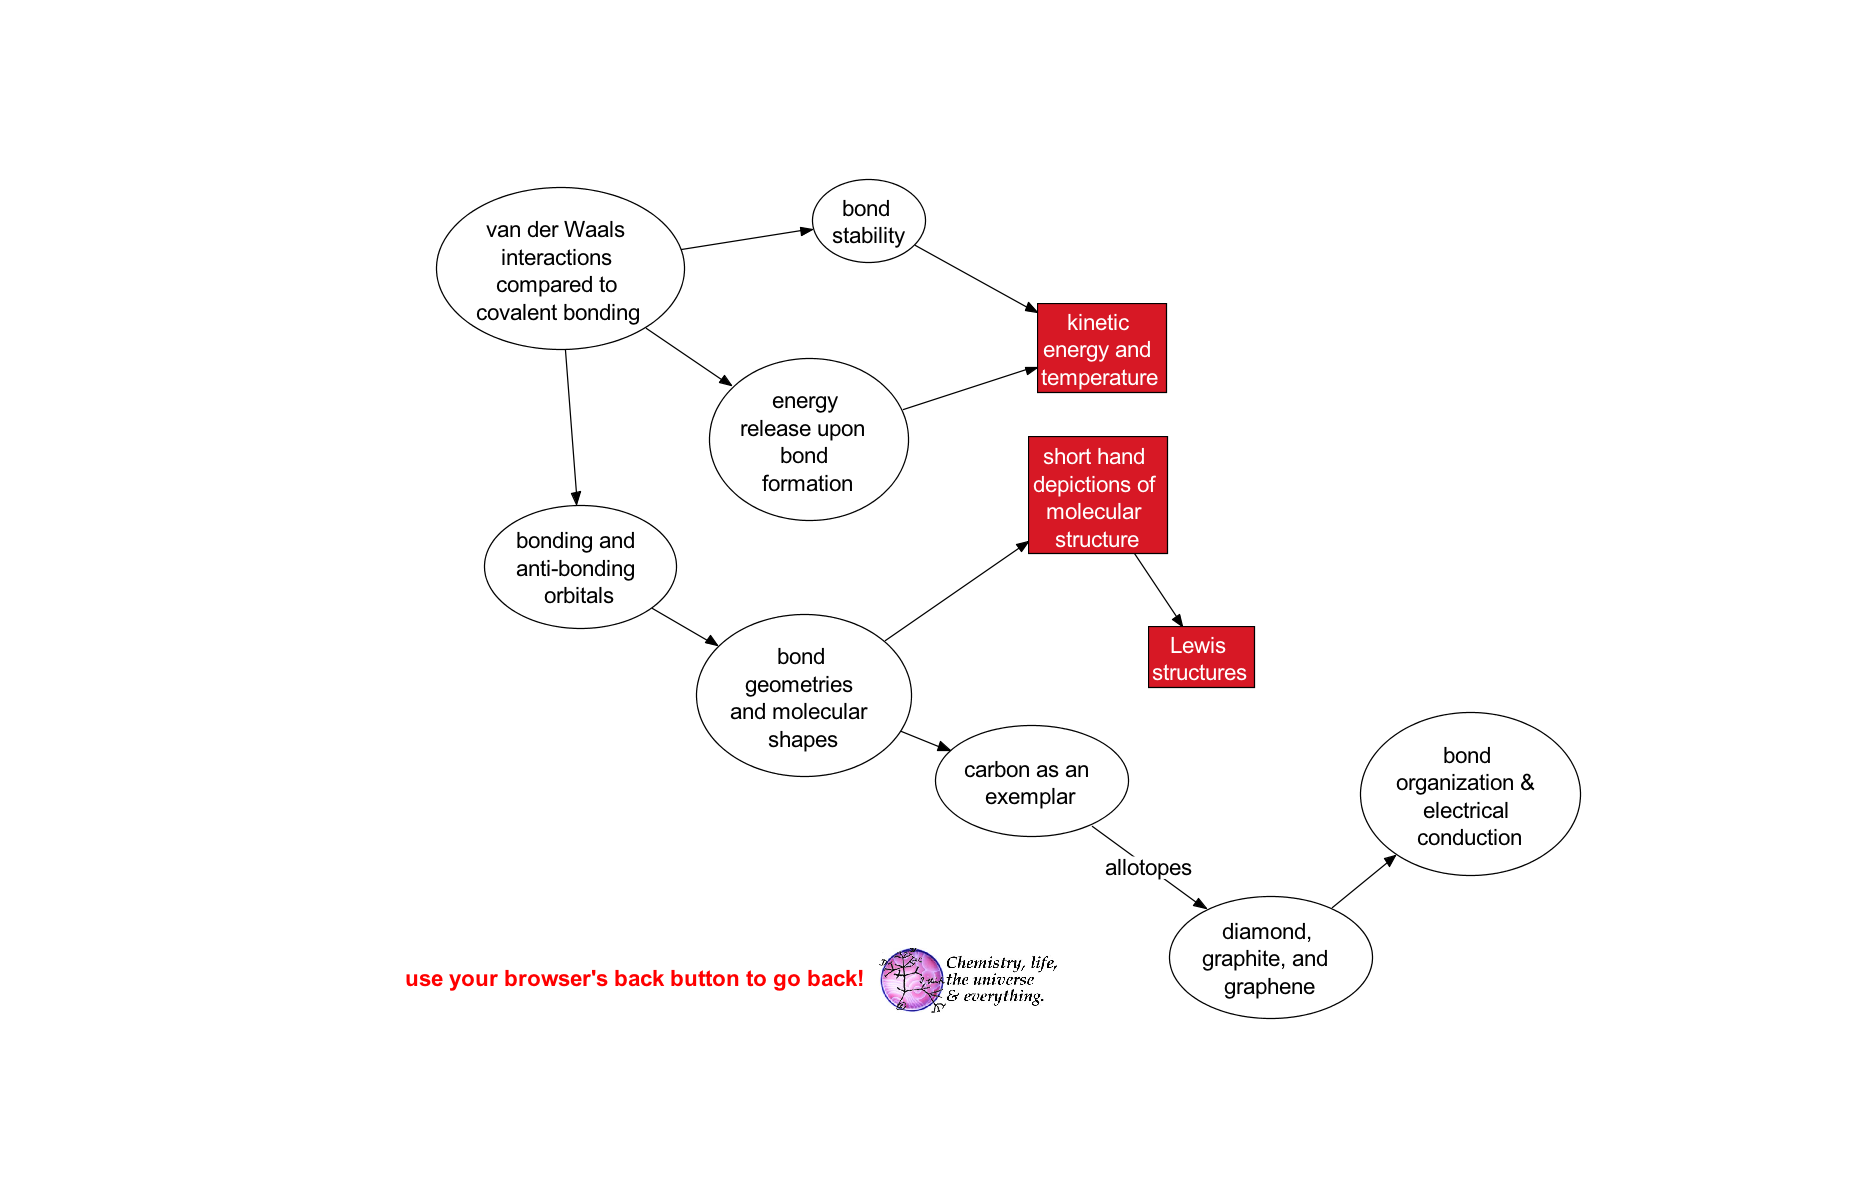 van der Waals
interactions
compared to
covalent bonding
bond
stability
kinetic
energy and
temperature
energy
release upon
bond
formation
short hand
depictions of
molecular
structure
bonding and
anti-bonding
orbitals
Lewis
structures
bond
geometries
and molecular
shapes
carbon as an
exemplar
bond
organization &
electrical
conduction
allotopes
diamond,
graphite, and
graphene
use your browser's back button to go back!
Chemistry, life,
the universe
& everything.